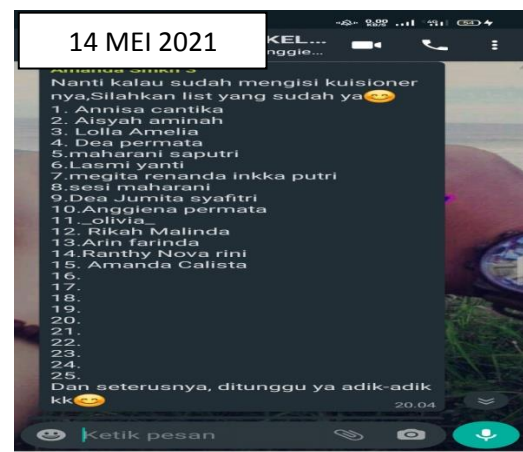 14 MEI 2021
KEL...
nggie...
54
Amanda Smkn 3
Nanti kalau sudah mengisi kuisioner
nya,Silahkan list yang sudah ya😊
1. Annisa cantika
2. Aisyah aminah
3. Lolla Amelia
4. Dea permata
5.maharani saputri
6.Lasmi yanti
7.megita renanda inkka putri
8.sesi maharani
9.Dea Jumita syafitri
10.Anggiena permata
11._olivia_
12. Rikah Malinda
13.Arin farinda
14.Ranthy Nova rini
15. Amanda Calista
16.
17.
18.
19.
20.
21.
22.
23.
24.
25.
Dan seterusnya, ditunggu ya adik-adik
kk😊
20.04
Ketik pesan